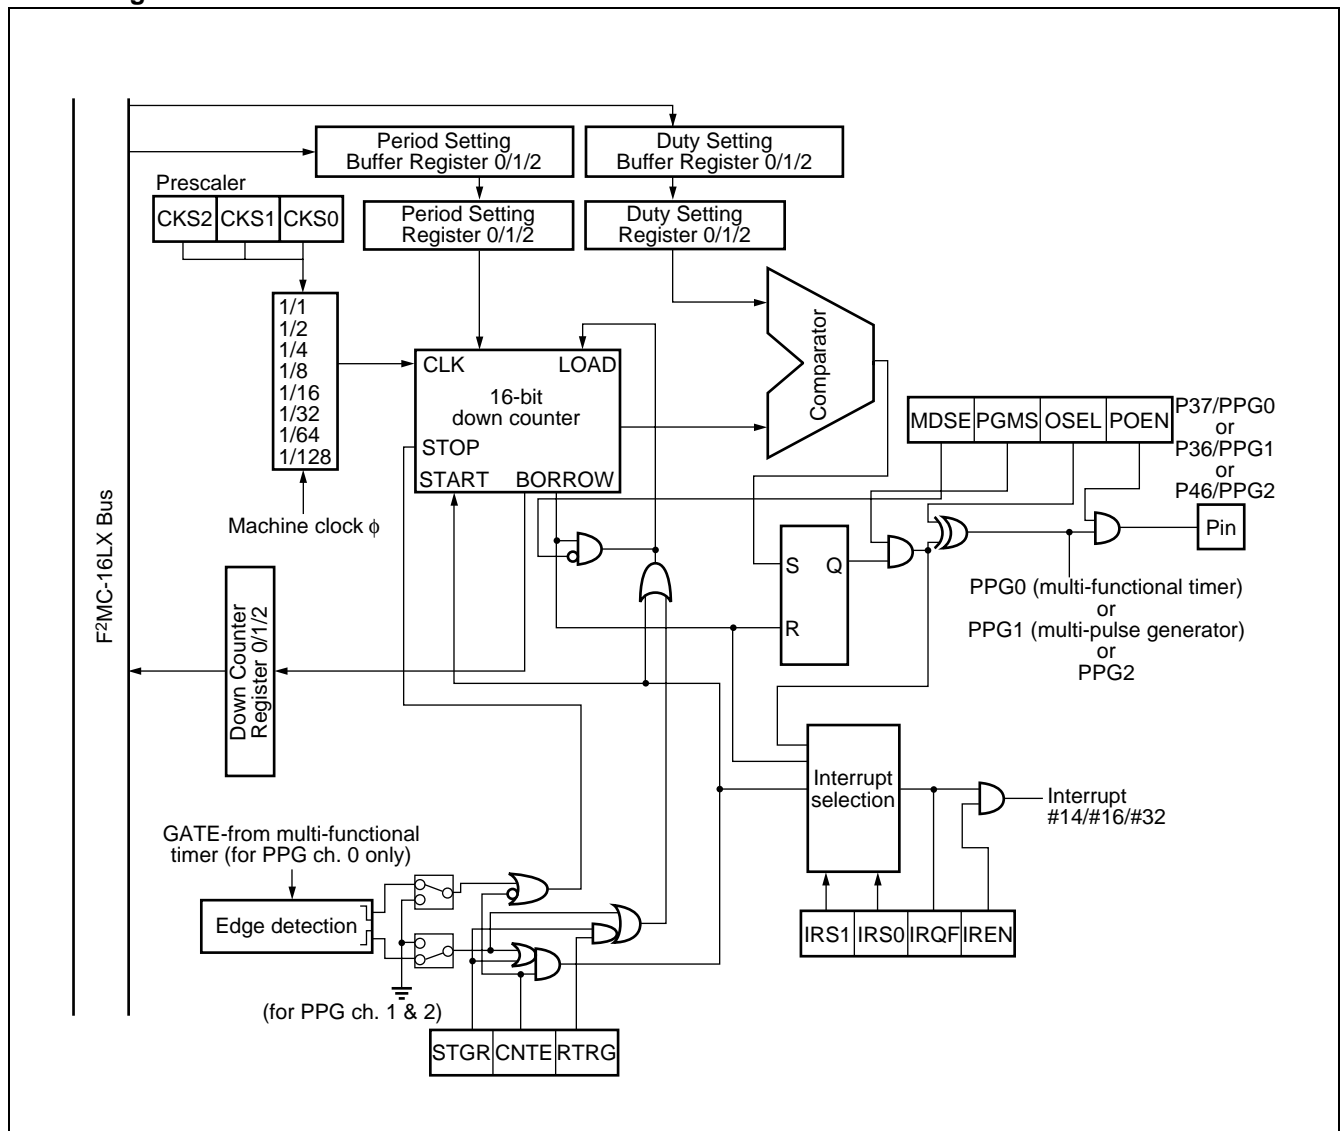 Period Setting
Buffer Register 0/1/2
Duty Setting
Buffer Register 0/1/2
Prescaler
CKS2 CKS1 CKS0
Period Setting
Register 0/1/2
Duty Setting
Register 0/1/2
1/1
1/2
1/4
1/8
1/16
1/32
1/64
1/128
CLK LOAD
16-bit
down counter
STOP
START BORROW
Comparator
MDSE PGMS OSEL POEN
P37/PPG0
or
P36/PPG1
or
P46/PPG2
Pin
Machine clock ϕ
F²MC-16LX Bus
S Q
R
PPG0 (multi-functional timer)
or
PPG1 (multi-pulse generator)
or
PPG2
Down Counter
Register 0/1/2
Interrupt
selection
Interrupt
#14/#16/#32
GATE-from multi-functional
timer (for PPG ch. 0 only)
Edge detection
IRS1 IRS0 IRQF IREN
(for PPG ch. 1 & 2)
STGR CNTE RTRG